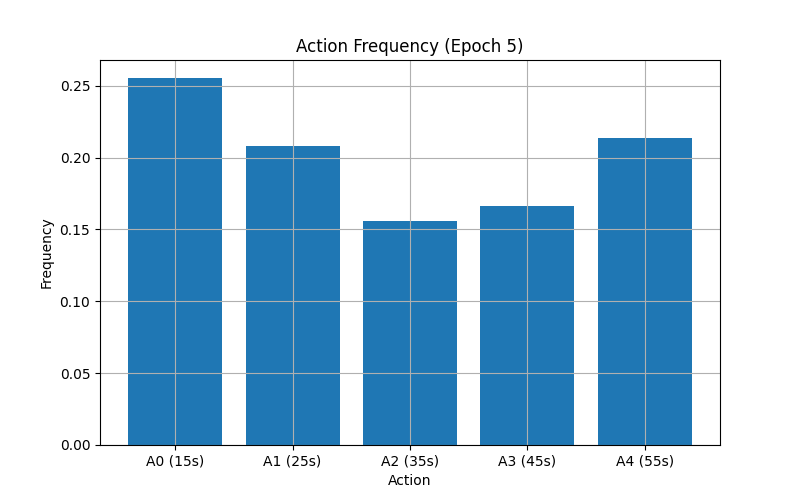 Action Frequency (Epoch 5)
Frequency
0.25
0.20
0.15
0.10
0.05
0.00
A0 (15s) A1 (25s) A2 (35s) A3 (45s) A4 (55s)
Action